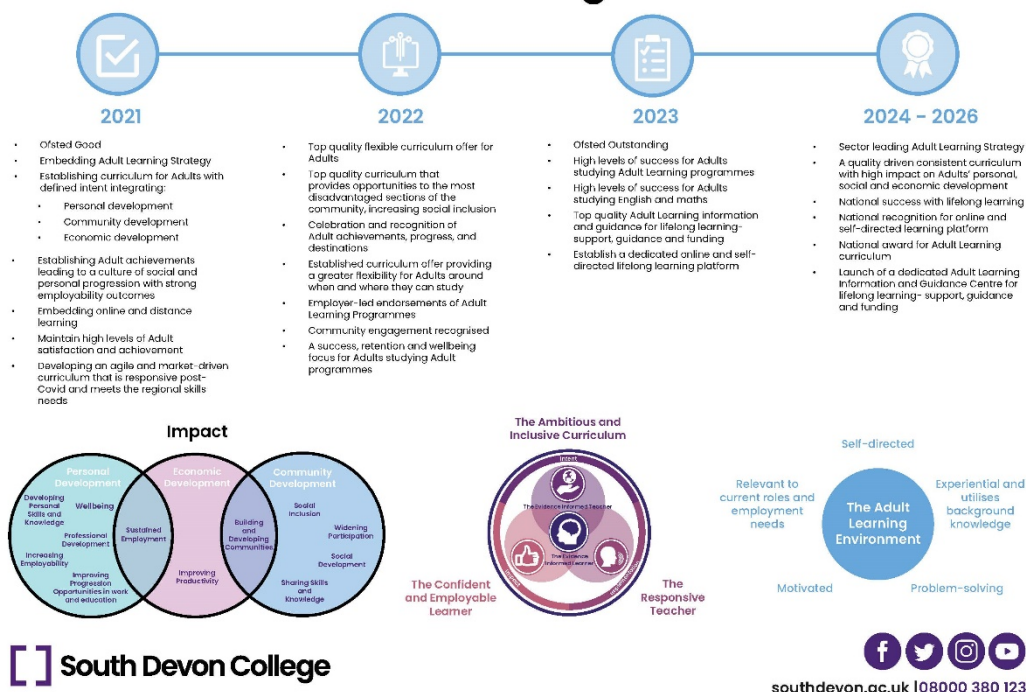 2021
Ofsted Good
Embedding Adult Learning Strategy
Establishing curriculum for Adults with
defined intent integrating:
Personal development
Community development
Economic development
Establishing Adult achievements
leading to a culture of social and
personal progression with strong
employability outcomes
Embedding online and distance
learning
Maintain high levels of Adult
satisfaction and achievement
Developing an agile and market-driven
curriculum that is responsive post-
Covid and meets the regional skills
needs
2022
Top quality flexible curriculum offer for
Adults
Top quality curriculum that
provides opportunities to the most
disadvantaged sections of the
community, increasing social inclusion
Celebration and recognition of
Adult achievements, progress, and
destinations
Established curriculum offer providing
a greater flexibility for Adults around
when and where they can study
Employer-led endorsements of Adult
Learning Programmes
Community engagement recognised
A success, retention and wellbeing
focus for Adults studying Adult
programmes
2023
Ofsted Outstanding
High levels of success for Adults
studying Adult Learning programmes
High levels of success for Adults
studying English and maths
Top quality Adult Learning information
and guidance for lifelong learning-
support, guidance and funding
Establish a dedicated online and self-
directed lifelong learning platform
2024 - 2026
Sector leading Adult Learning Strategy
A quality driven consistent curriculum
with high impact on Adults' personal,
social and economic development
National success with lifelong learning
National recognition for online and
self-directed learning platform
National award for Adult Learning
curriculum
Launch of a dedicated Adult Learning
Information and Guidance Centre for
lifelong learning- support, guidance
and funding
Impact
Personal
Development
Developing
Personal
Skills and
Knowledge
Wellbeing
Professional
Development
Increasing
Employability
Improving
Progression
Opportunities in work
and education
Sustained
Employment
Economic
Development
Improving
Productivity
Building
and
Developing
Communities
Community
Development
Social
Inclusion
Widening
Participation
Social
Development
Sharing Skills
and
Knowledge
The Ambitious and
Inclusive Curriculum
Intent
The Evidence Informed Teacher
The Evidence
Informed Learner
Impact
Implementation
The Confident
and Employable
Learner
The
Responsive
Teacher
Self-directed
Relevant to
current roles and
employment
needs
The Adult
Learning
Environment
Experiential and
utilises
background
knowledge
Motivated
Problem-solving
South Devon College
southdevon.ac.uk |08000 380 123